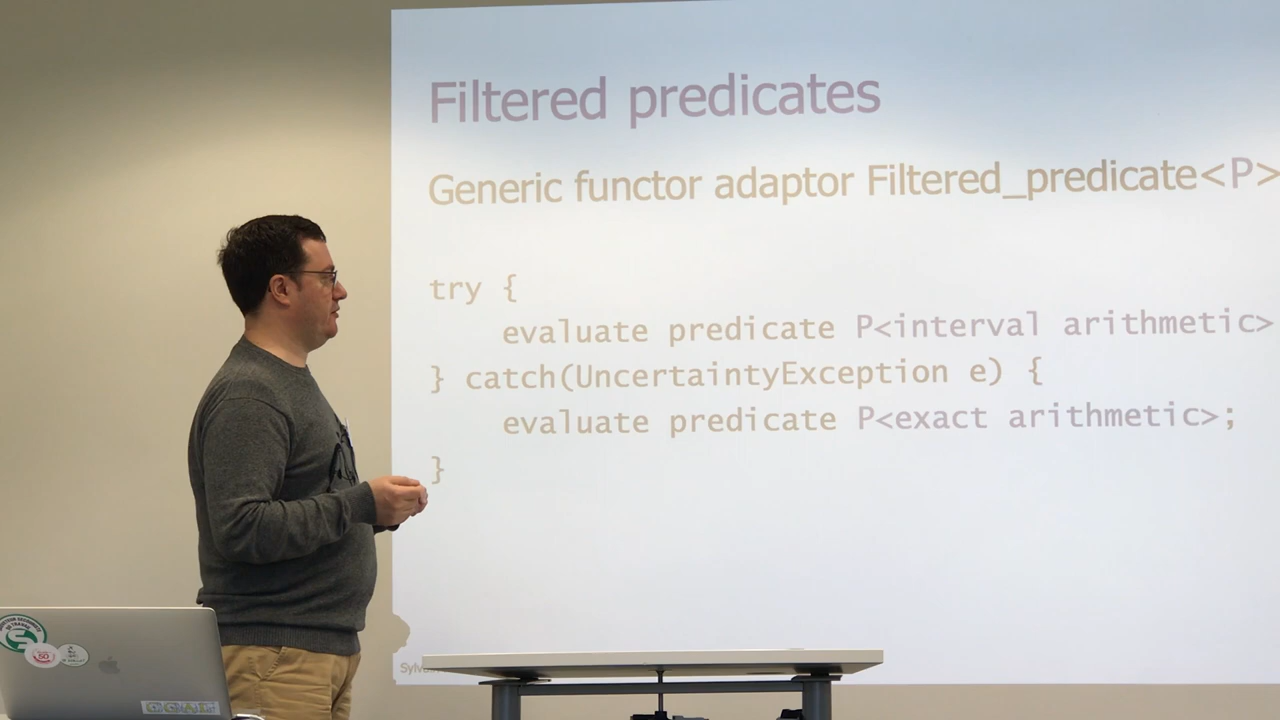 Filtered predicates
Generic functor adaptor Filtered_predicate<P>
try {
evaluate predicate P<interval arithmetic>
} catch(UncertaintyException e) {
evaluate predicate P<exact arithmetic>;
}